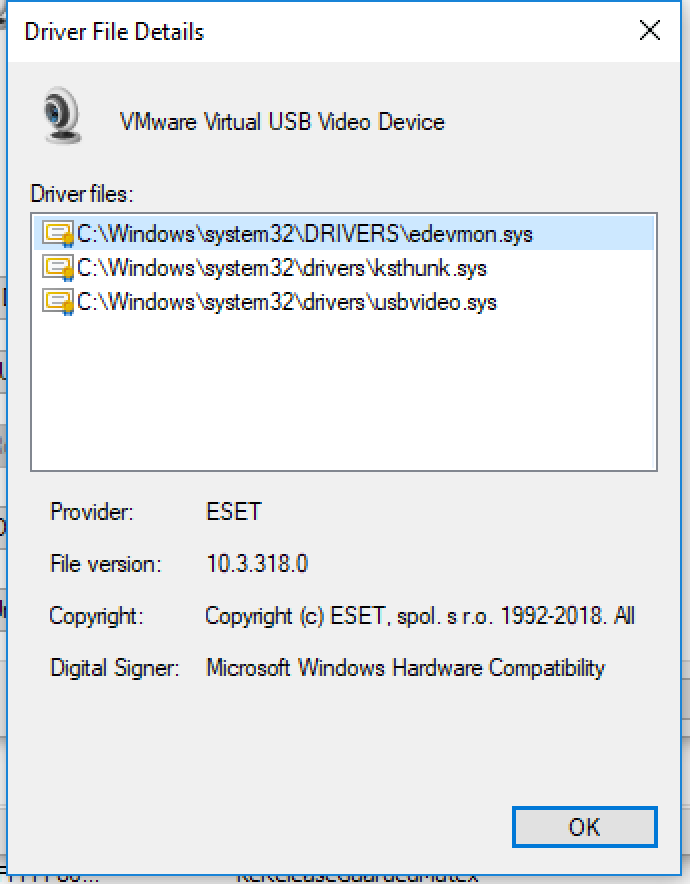 Driver File Details
VMware Virtual USB Video Device
Driver files:
C:\Windows\system32\DRIVERS\edevmon.sys
C:\Windows\system32\drivers\ksthunk.sys
C:\Windows\system32\drivers\usbvideo.sys
Provider: ESET
File version: 10.3.318.0
Copyright: Copyright (c) ESET, spol. s r.o. 1992-2018. All
Digital Signer: Microsoft Windows Hardware Compatibility
OK